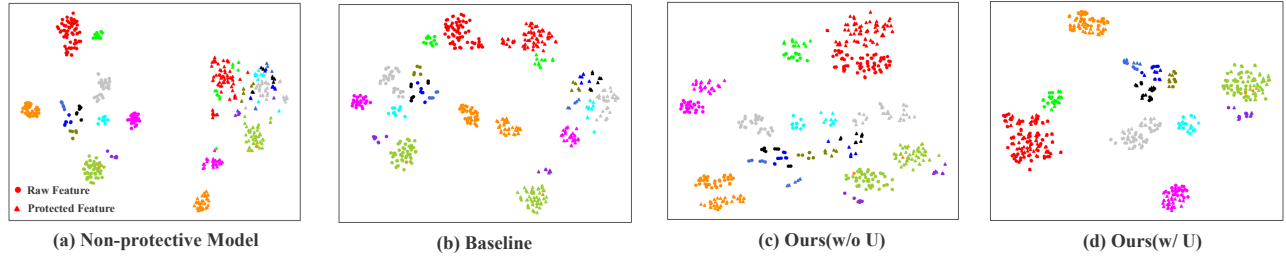 Raw Feature
Protected Feature
(a) Non-protective Model
(b) Baseline
(c) Ours(w/o U)
(d) Ours(w/ U)